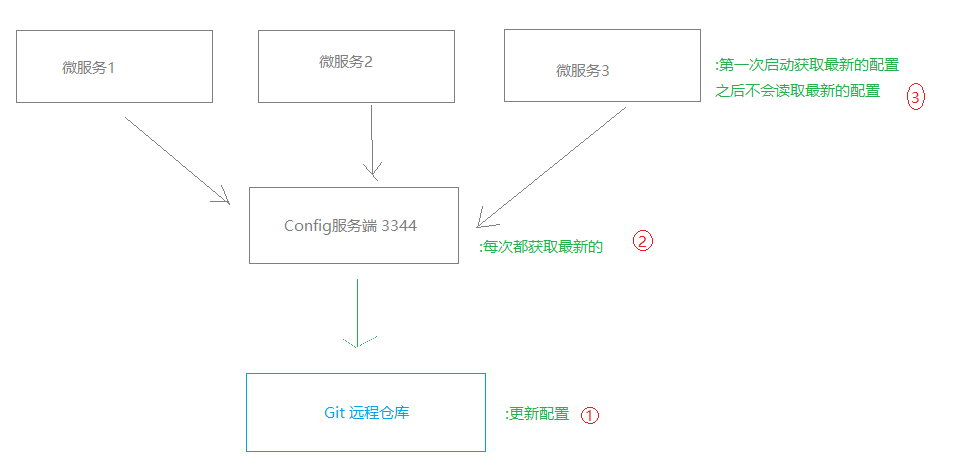 微服务1
微服务2
微服务3
:第一次启动获取最新的配置
之后不会读取最新的配置
3
Config服务端 3344
:每次都获取最新的
2
Git 远程仓库
:更新配置
1